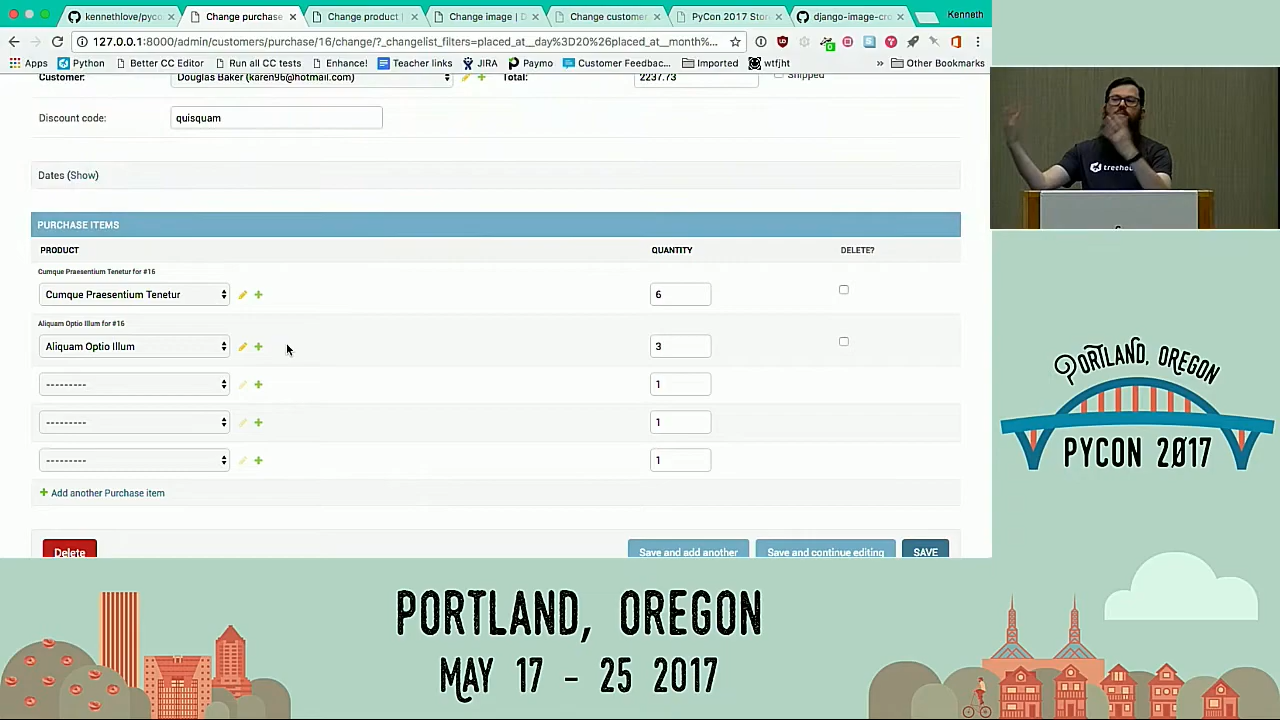 kennethlove/pyco
Change purchase
Change product |
Change image | D
Change custome
PyCon 2017 Stor
django-image-cro
Kenneth
127.0.0.1:8000/admin/customers/purchase/16/change/?_changelist_filters=placed_at__day%3D20%26placed_at__month%...
Apps
Python
Better CC Editor
Run all CC tests
Enhance!
Teacher links
JIRA
Paymo
Customer Feedbac...
Imported
wtfjht
»
Other Bookmarks
Customer:
Douglas Baker (karen96@hotmail.com)
Total:
2237.73
Shipped
Discount code:
quisquam
Dates (Show)
PURCHASE ITEMS
PRODUCT
QUANTITY
DELETE?
Cumque Praesentium Tenetur for #16
Cumque Praesentium Tenetur
6
Aliquam Optio Illum for #16
Aliquam Optio Illum
3
---------
1
---------
1
---------
1
Add another Purchase item
Delete
Save and add another
Save and continue editing
SAVE
treehou
PORTLAND, OREGON
PYCON 2017
PORTLAND, OREGON
MAY 17 - 25 2017